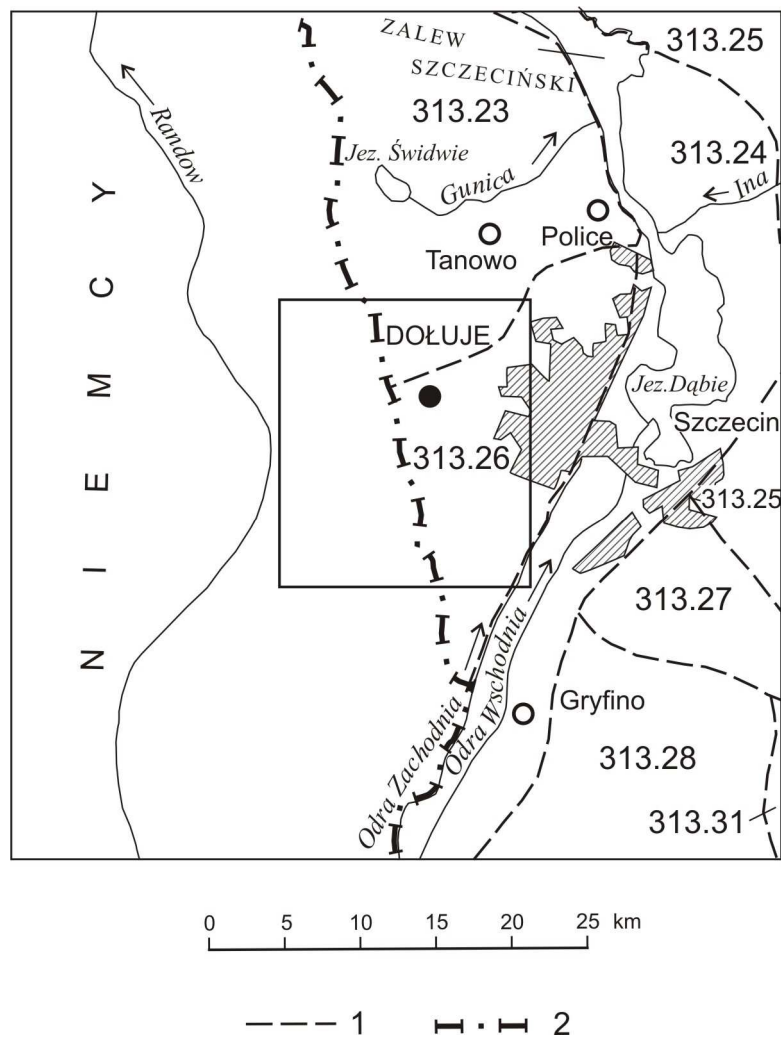 ZALEW
SZCZECIŃSKI
313.25
313.23
Randow
Jez. Świdwie
Gunica
313.24
Ina
Police
Tanowo
NIEMCY
DOŁUJE
Jez.Dąbie
Szczecin
313.26
313.25
313.27
Odra Zachodnia
Odra Wschodnia
Gryfino
313.28
313.31
0 5 10 15 20 25 km
1 2